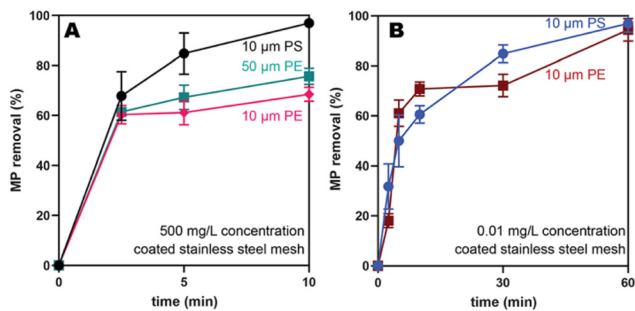 A
100
80
60
40
20
0
MP removal (%)
10 µm PS
50 µm PE
10 µm PE
500 mg/L concentration
coated stainless steel mesh
0
5
10
time (min)
B
100
80
60
40
20
0
MP removal (%)
10 µm PS
10 µm PE
0.01 mg/L concentration
coated stainless steel mesh
0
30
60
time (min)